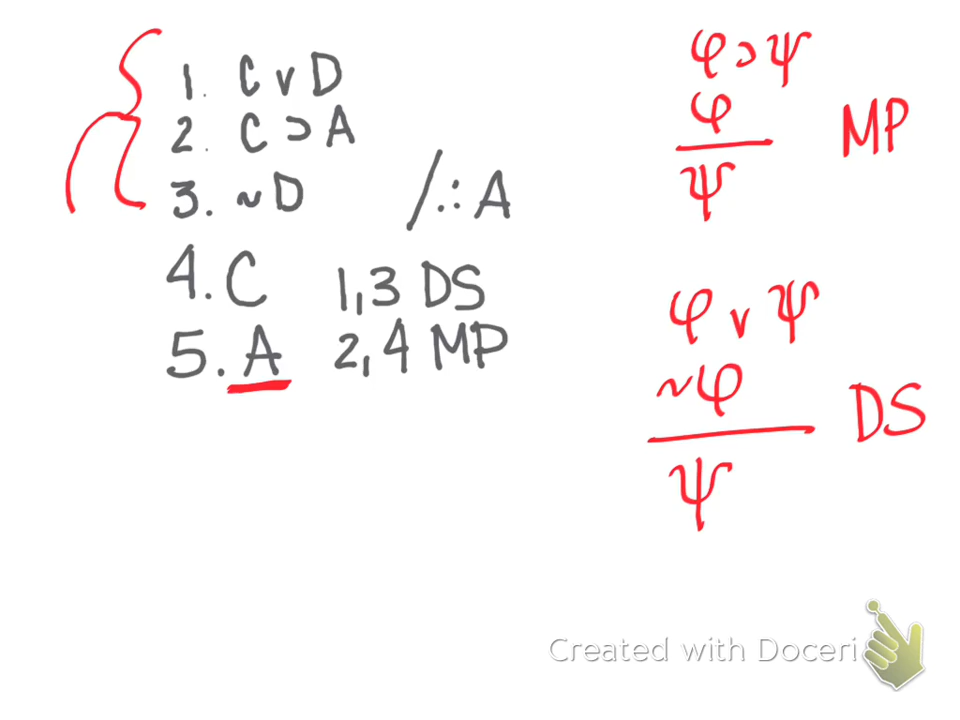 1. C v D
2. C ⊃ A
3. ~D /∴ A
4. C 1,3 DS
5. A 2,4 MP
φ ⊃ ψ
φ
ψ
MP
φ v ψ
~φ
ψ
DS
Created with Doceri